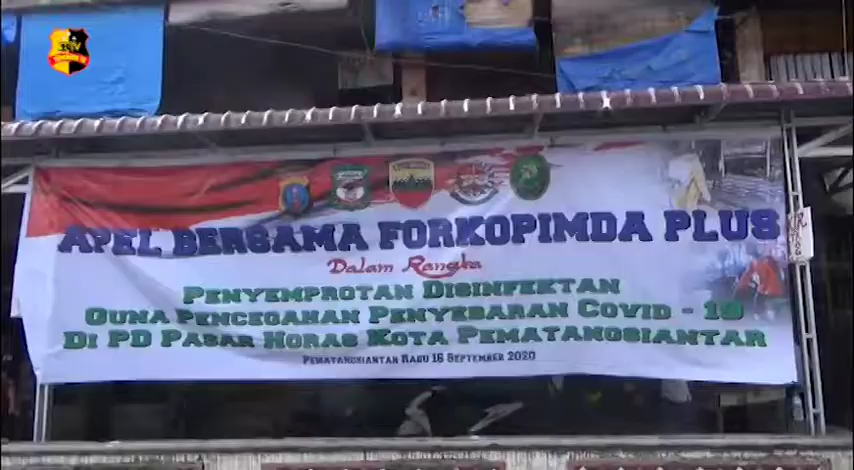 APEL BERSAMA FORKOPIMDA PLUS
Dalam Rangka
PENYEMPROTAN DISINFEKTAN
GUNA PENCEGAHAN PENYEBARAN COVID - 19
DI PD PASAR HORAS KOTA PEMATANGSIANTAR
PEMATANGSIANTAR RABU 16 SEPTEMBER 2020